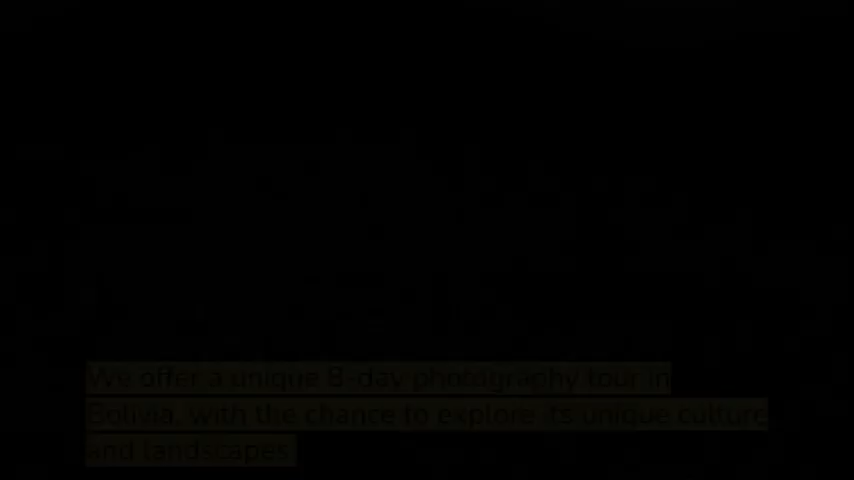 We offer a unique 8-day photography tour in
Bolivia, with the chance to explore its unique culture
and landscapes.